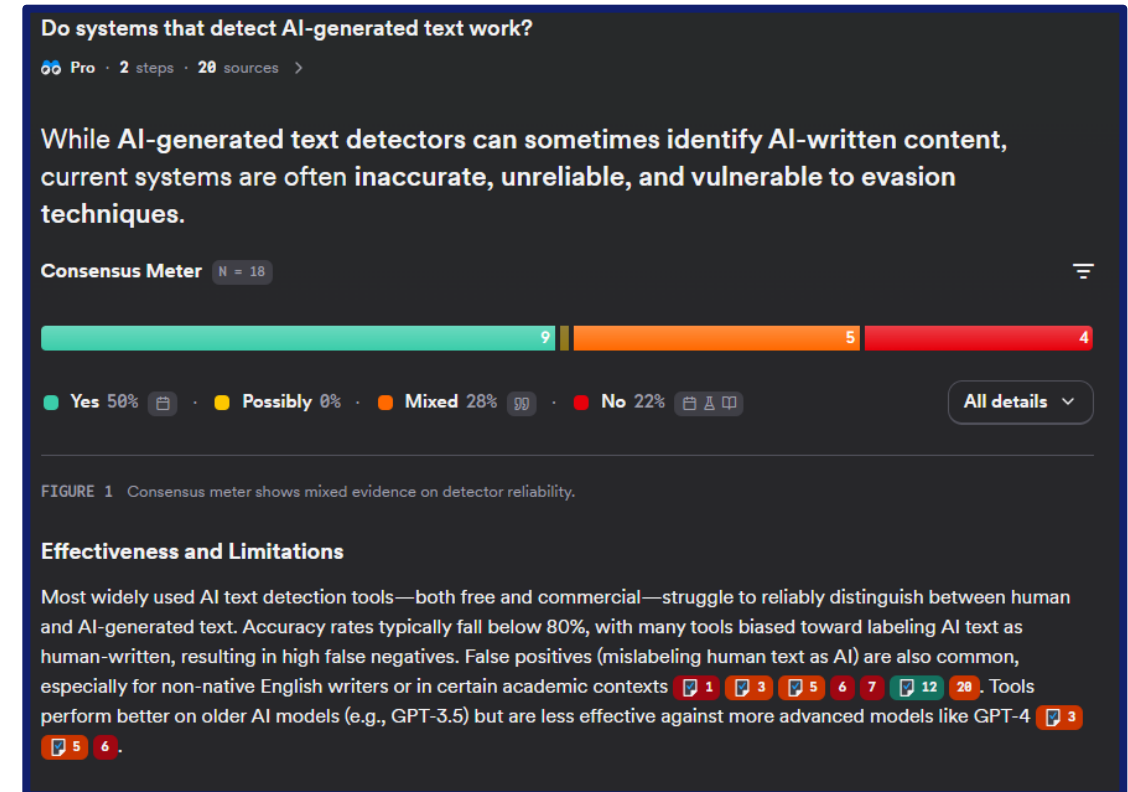 Do systems that detect AI-generated text work?
Pro · 2 steps · 20 sources >
While AI-generated text detectors can sometimes identify AI-written content,
current systems are often inaccurate, unreliable, and vulnerable to evasion
techniques.
Consensus Meter N = 18
9 5 4
Yes 50% · Possibly 0% · Mixed 28% · No 22% All details
FIGURE 1 Consensus meter shows mixed evidence on detector reliability.
Effectiveness and Limitations
Most widely used AI text detection tools—both free and commercial—struggle to reliably distinguish between human
and AI-generated text. Accuracy rates typically fall below 80%, with many tools biased toward labeling AI text as
human-written, resulting in high false negatives. False positives (mislabeling human text as AI) are also common,
especially for non-native English writers or in certain academic contexts 1 3 5 6 7 12 20. Tools
perform better on older AI models (e.g., GPT-3.5) but are less effective against more advanced models like GPT-4 3
5 6.